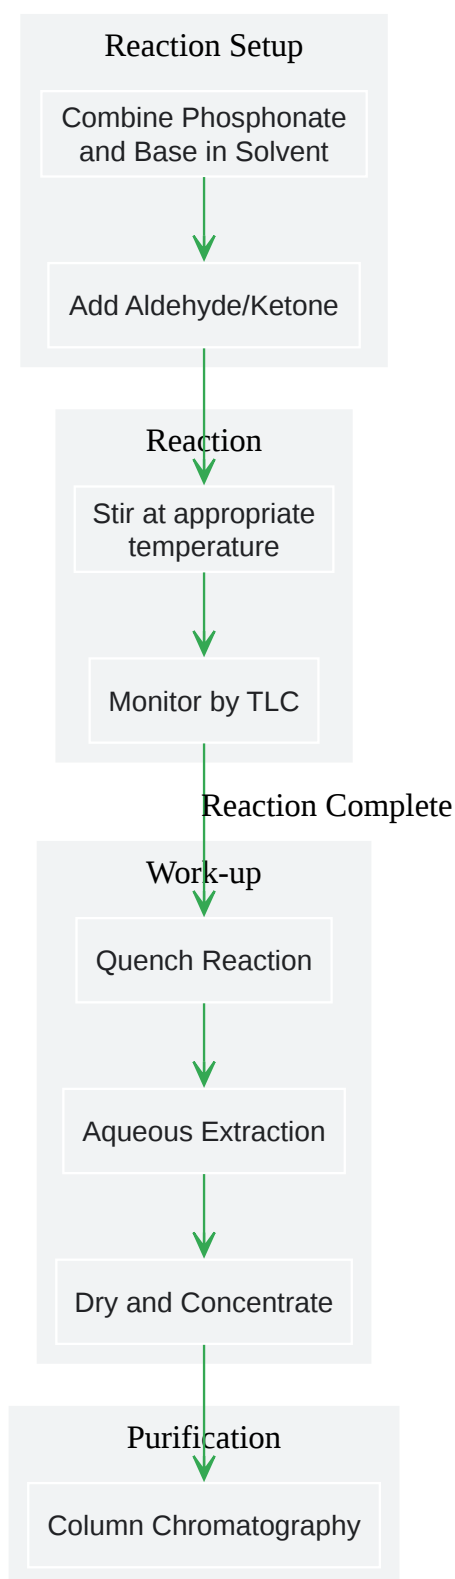 Reaction Setup
Combine Phosphonate
and Base in Solvent
Add Aldehyde/Ketone
Reaction
Stir at appropriate
temperature
Monitor by TLC
Reaction Complete
Work-up
Quench Reaction
Aqueous Extraction
Dry and Concentrate
Purification
Column Chromatography